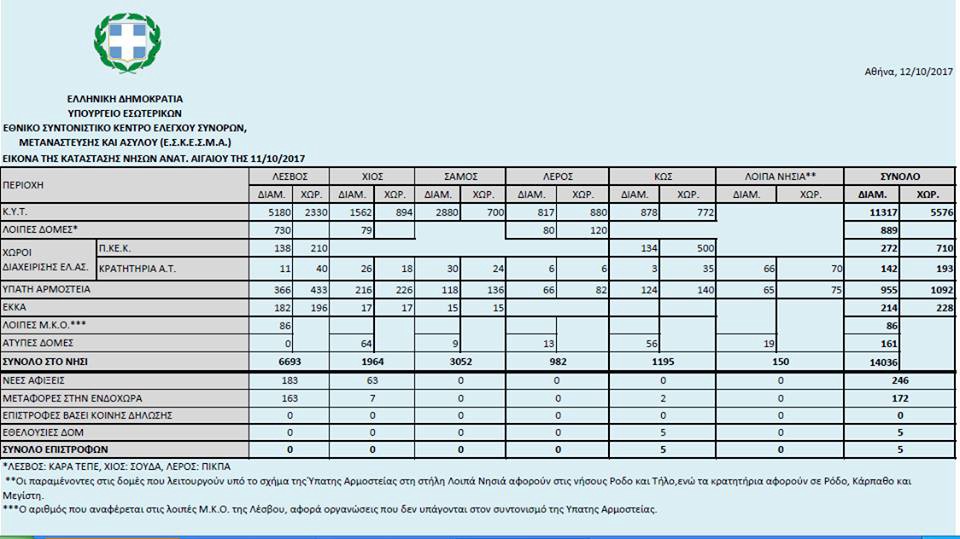 Αθήνα, 12/10/2017
ΕΛΛΗΝΙΚΗ ΔΗΜΟΚΡΑΤΙΑ
ΥΠΟΥΡΓΕΙΟ ΕΣΩΤΕΡΙΚΩΝ
ΕΘΝΙΚΟ ΣΥΝΤΟΝΙΣΤΙΚΟ ΚΕΝΤΡΟ ΕΛΕΓΧΟΥ ΣΥΝΟΡΩΝ,
ΜΕΤΑΝΑΣΤΕΥΣΗΣ ΚΑΙ ΑΣΥΛΟΥ (Ε.Σ.Κ.Ε.Σ.Μ.Α.)
ΕΙΚΟΝΑ ΤΗΣ ΚΑΤΑΣΤΑΣΗΣ ΝΗΣΩΝ ΑΝΑΤ. ΑΙΓΑΙΟΥ ΤΗΣ 11/10/2017
ΠΕΡΙΟΧΗ ΛΕΣΒΟΣ ΧΙΟΣ ΣΑΜΟΣ ΛΕΡΟΣ ΚΩΣ ΛΟΙΠΑ ΝΗΣΙΑ** ΣΥΝΟΛΟ
ΔΙΑΜ. ΧΩΡ. ΔΙΑΜ. ΧΩΡ. ΔΙΑΜ. ΧΩΡ. ΔΙΑΜ. ΧΩΡ. ΔΙΑΜ. ΧΩΡ. ΔΙΑΜ. ΧΩΡ. ΔΙΑΜ. ΧΩΡ.
Κ.Υ.Τ. 5180 2330 1562 894 2880 700 817 880 878 772 11317 5576
ΛΟΙΠΕΣ ΔΟΜΕΣ* 730 79 80 120 889
ΧΩΡΟΙ ΔΙΑΧΕΙΡΙΣΗΣ ΕΛ.ΑΣ. Π.ΚΕ.Κ. 138 210 134 500 272 710
ΚΡΑΤΗΤΗΡΙΑ Α.Τ. 11 40 26 18 30 24 6 6 3 35 66 70 142 193
ΥΠΑΤΗ ΑΡΜΟΣΤΕΙΑ 366 433 216 226 118 136 66 82 124 140 65 75 955 1092
ΕΚΚΑ 182 196 17 17 15 15 214 228
ΛΟΙΠΕΣ Μ.Κ.Ο.*** 86 86
ΑΤΥΠΕΣ ΔΟΜΕΣ 0 64 9 13 56 19 161
ΣΥΝΟΛΟ ΣΤΟ ΝΗΣΙ 6693 1964 3052 982 1195 150 14036
ΝΕΕΣ ΑΦΙΞΕΙΣ 183 63 0 0 0 0 246
ΜΕΤΑΦΟΡΕΣ ΣΤΗΝ ΕΝΔΟΧΩΡΑ 163 7 0 0 2 0 172
ΕΠΙΣΤΡΟΦΕΣ ΒΑΣΕΙ ΚΟΙΝΗΣ ΔΗΛΩΣΗΣ 0 0 0 0 0 0 0
ΕΘΕΛΟΥΣΙΕΣ ΔΟΜ 0 0 0 0 5 0 5
ΣΥΝΟΛΟ ΕΠΙΣΤΡΟΦΩΝ 0 0 0 0 5 0 5
*ΛΕΣΒΟΣ: ΚΑΡΑ ΤΕΠΕ, ΧΙΟΣ: ΣΟΥΔΑ, ΛΕΡΟΣ: ΠΙΚΠΑ
**Οι παραμένοντες στις δομές που λειτουργούν υπό το σχήμα της Ύπατης Αρμοστείας στη στήλη Λοιπά Νησιά αφορούν στις νήσους Ροδο και Τήλο,ενώ τα κρατητήρια αφορούν σε Ρόδο, Κάρπαθο και
Μεγίστη.
***Ο αριθμός που αναφέρεται στις λοιπές Μ.Κ.Ο. της Λέσβου, αφορά οργανώσεις που δεν υπάγονται στον συντονισμό της Υπατης Αρμοστείας.